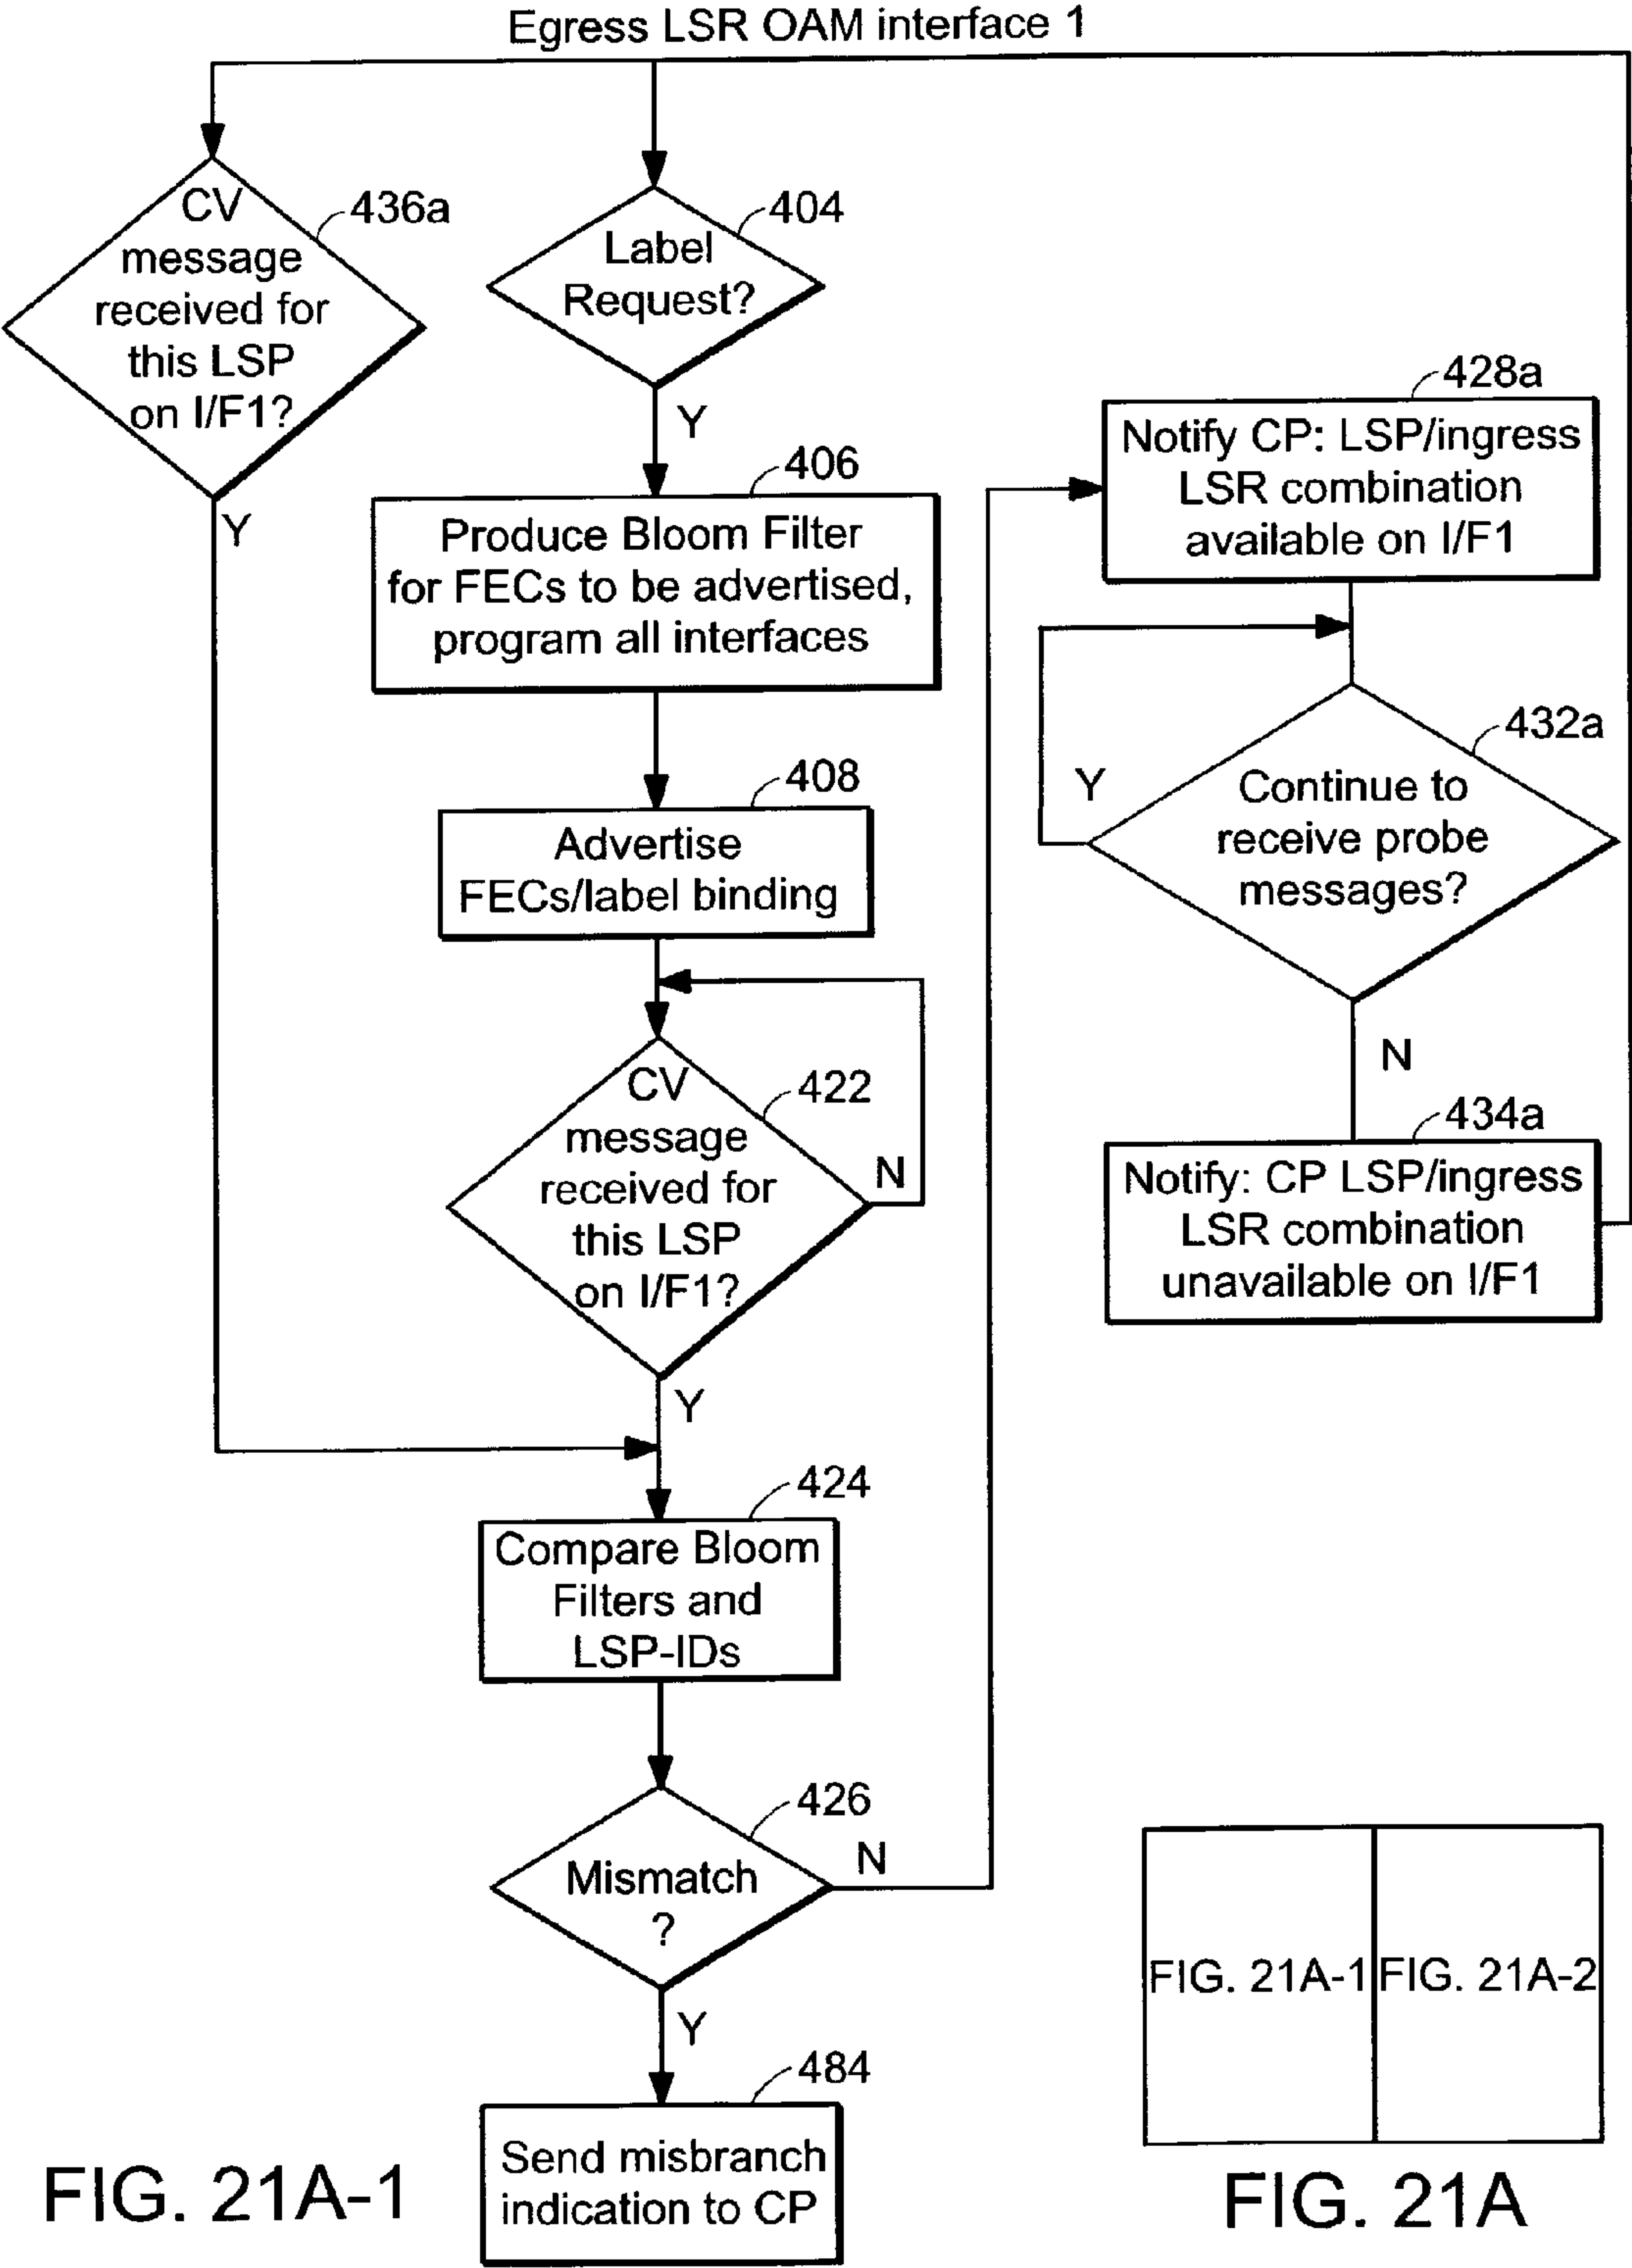 Egress LSR OAM interface 1
CV
message
received for
this LSP
on I/F1?
436a
Y
Label
Request?
404
Y
406
Produce Bloom Filter
for FECs to be advertised,
program all interfaces
408
Advertise
FECs/label binding
CV
message
received for
this LSP
on I/F1?
422
N
Y
424
Compare Bloom
Filters and
LSP-IDs
426
Mismatch
?
N
Y
484
Send misbranch
indication to CP
428a
Notify CP: LSP/ingress
LSR combination
available on I/F1
432a
Continue to
receive probe
messages?
Y
N
434a
Notify: CP LSP/ingress
LSR combination
unavailable on I/F1
FIG. 21A-1
FIG. 21A-2
FIG. 21A-1
FIG. 21A